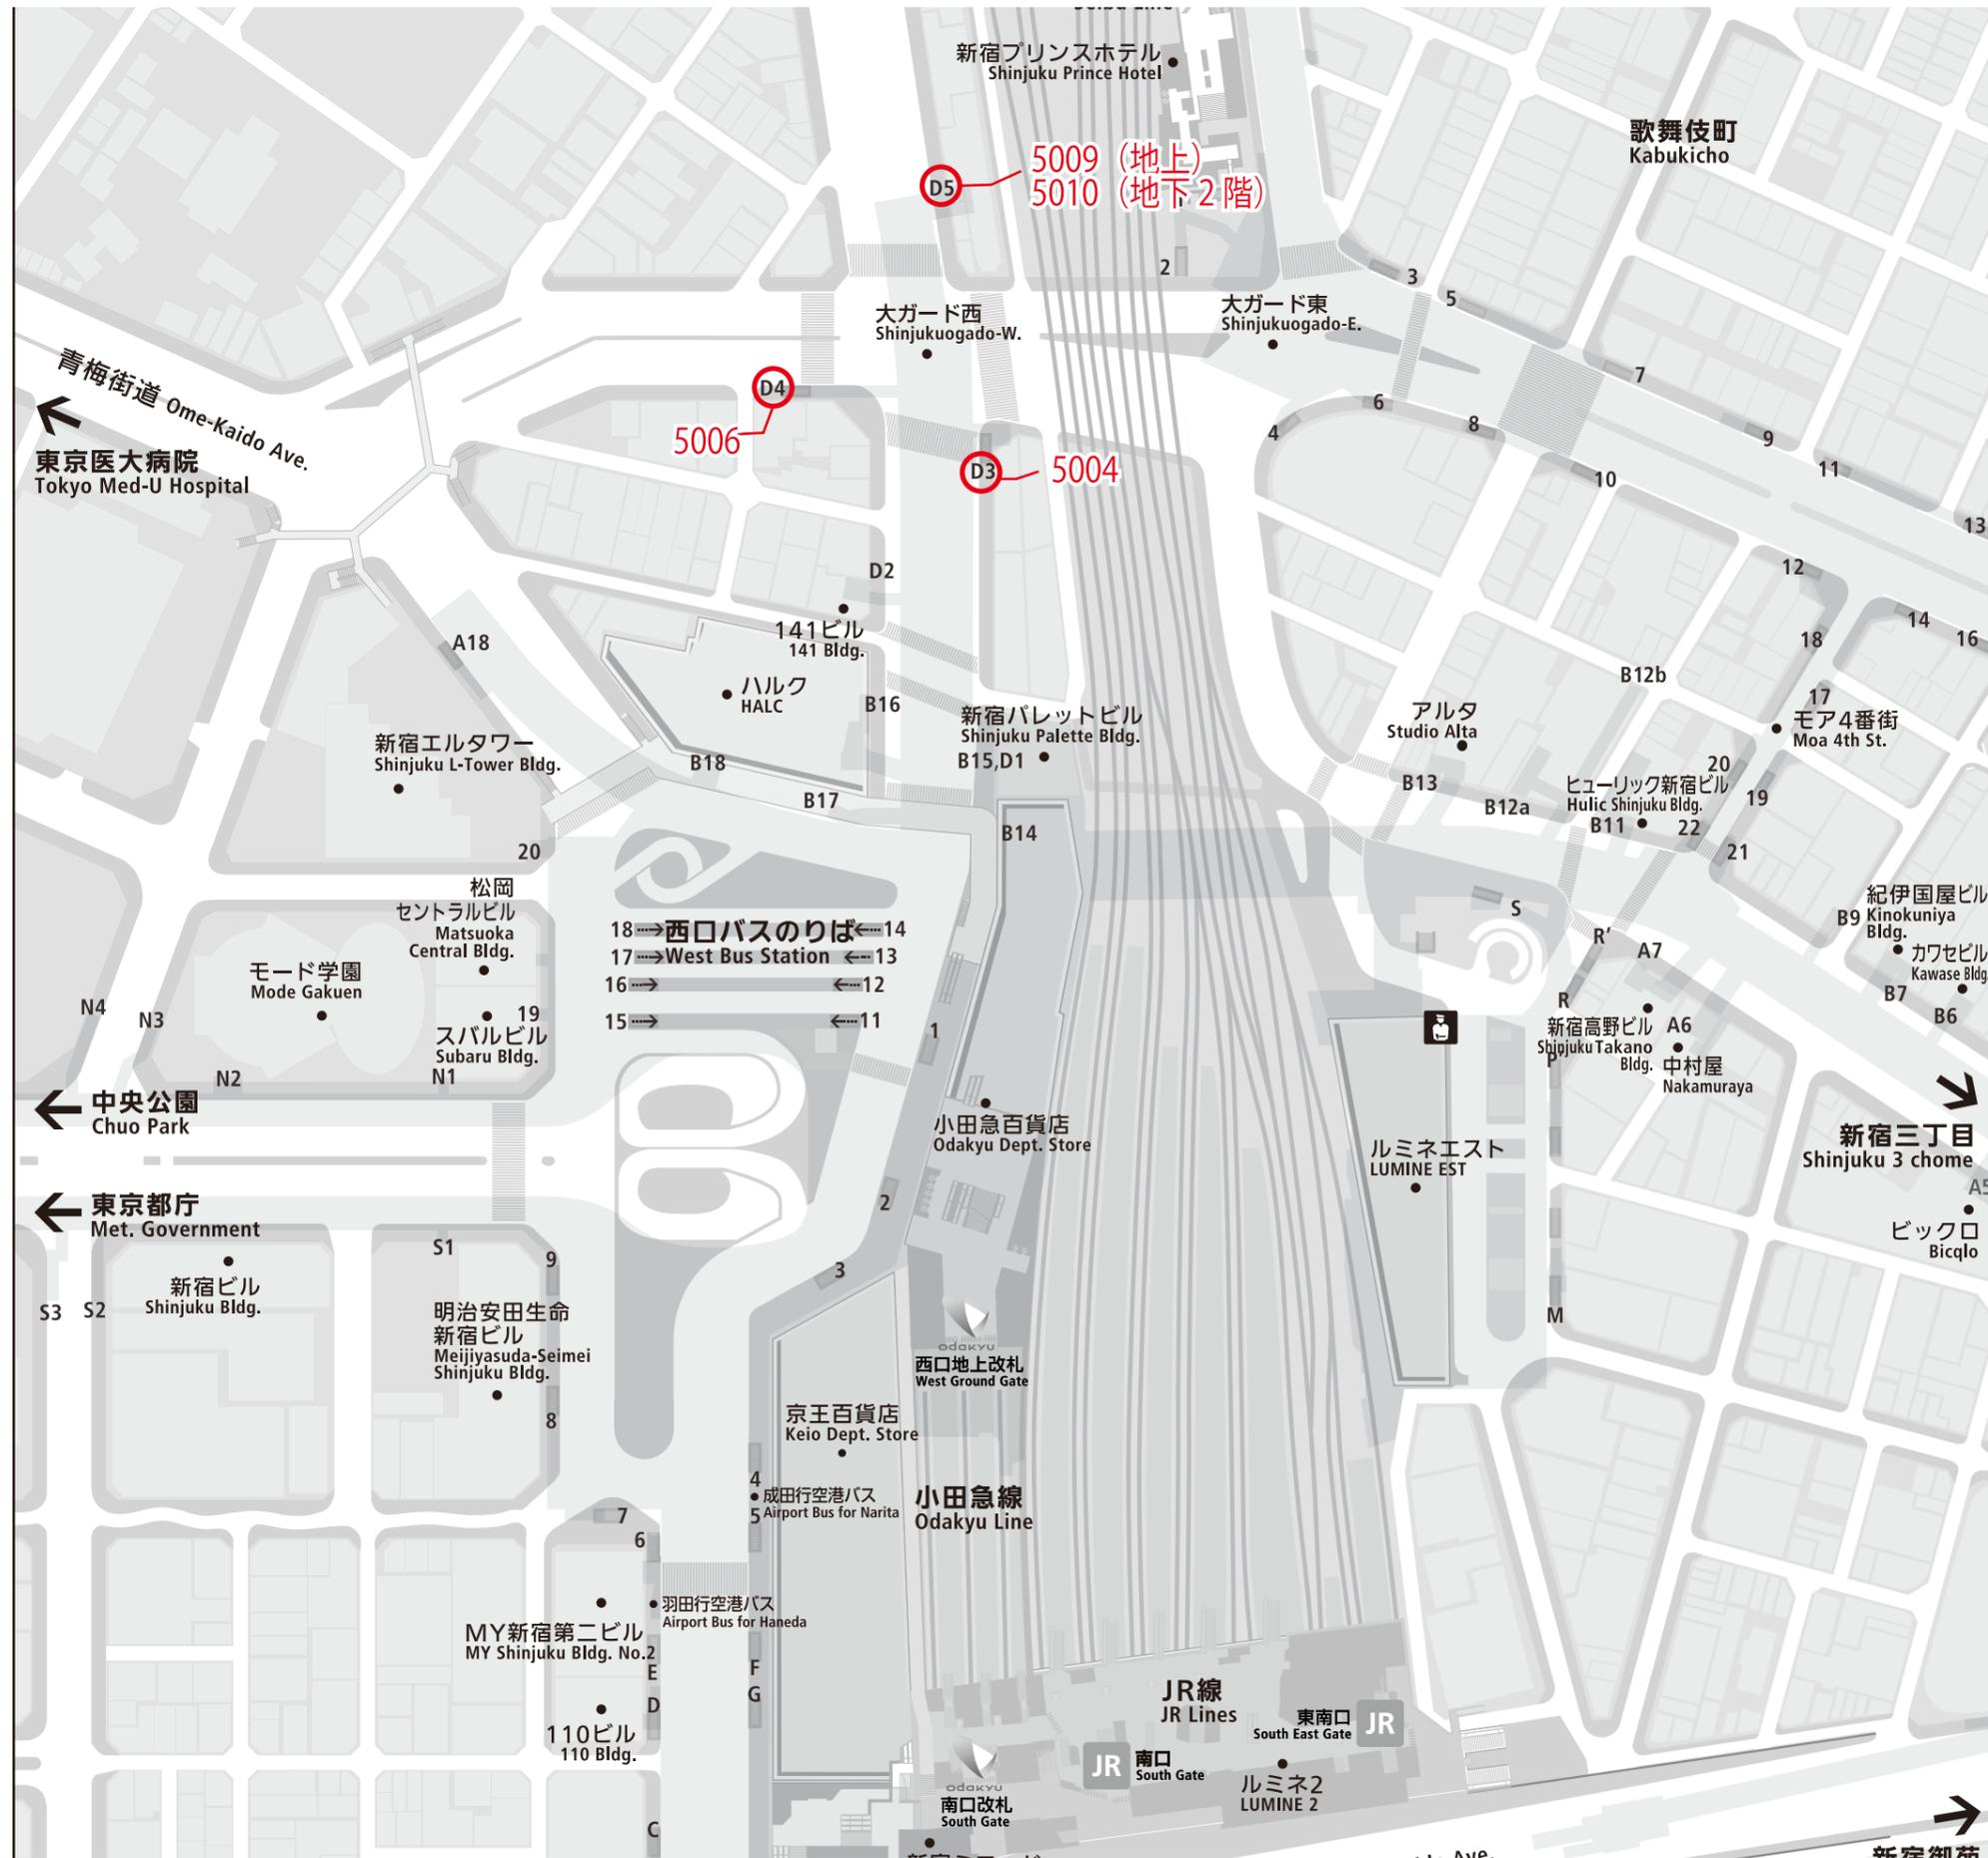 新宿プリンスホテル
Shinjuku Prince Hotel
歌舞伎町
Kabukicho
D5
5009（地上）
5010（地下2階）
2
3
5
大ガード西
Shinjukuogado-W.
大ガード東
Shinjukuogado-E.
青梅街道 Ome-Kaido Ave.
東京医大病院
Tokyo Med-U Hospital
D4
5006
D3
5004
4
6
8
7
9
10
11
13
12
14
16
18
17
D2
141ビル
141 Bldg.
A18
ハルク
HALC
B16
B18
B17
新宿パレットビル
Shinjuku Palette Bldg.
B15,D1
B14
新宿エルタワー
Shinjuku L-Tower Bldg.
20
アルタ
Studio Alta
B12b
モア4番街
Moa 4th St.
20
19
B13
B12a
ヒューリック新宿ビル
Hulic Shinjuku Bldg.
B11
22
21
松岡
セントラルビル
Matsuoka
Central Bldg.
モード学園
Mode Gakuen
19
スバルビル
Subaru Bldg.
N4
N3
N2
N1
18
西口バスのりば
14
17
West Bus Station
13
16
12
15
11
1
S
R’
A7
R
新宿高野ビル
Shinjuku Takano
Bldg.
P
A6
中村屋
Nakamuraya
B9
紀伊国屋ビル
Kinokuniya
Bldg.
カワセビル
Kawase Bldg
B7
B6
中央公園
Chuo Park
東京都庁
Met. Government
小田急百貨店
Odakyu Dept. Store
2
3
ルミネエスト
LUMINE EST
新宿三丁目
Shinjuku 3 chome
A5
ビックロ
Bicqlo
M
新宿ビル
Shinjuku Bldg.
S3
S2
S1
9
明治安田生命
新宿ビル
Meijiyasuda-Seimei
Shinjuku Bldg.
8
odakyu
西口地上改札
West Ground Gate
京王百貨店
Keio Dept. Store
4
成田行空港バス
5
Airport Bus for Narita
小田急線
Odakyu Line
7
6
羽田行空港バス
Airport Bus for Haneda
MY新宿第二ビル
MY Shinjuku Bldg. No.2
E
D
F
G
110ビル
110 Bldg.
C
JR線
JR Lines
東南口
South East Gate
JR
JR
南口
South Gate
ルミネ2
LUMINE 2
odakyu
南口改札
South Gate
Ave.